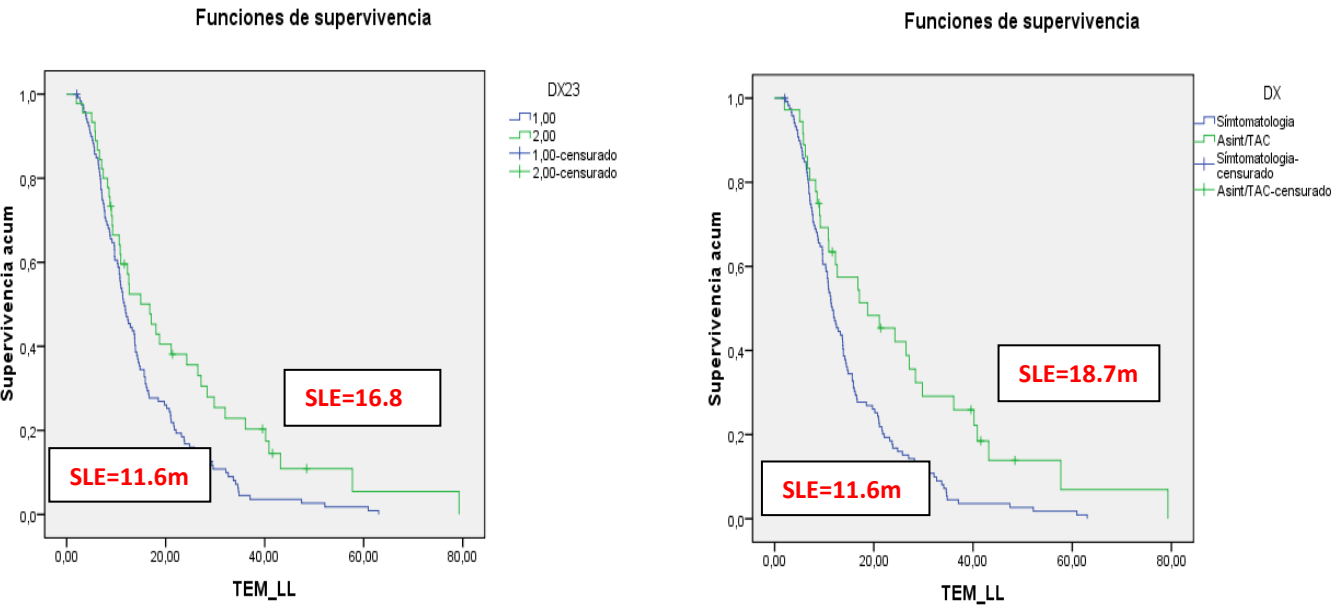 Funciones de supervivencia
DX23
1,00
2,00
1,00-censurado
2,00-censurado
Supervivencia acum
1,0
0,8
0,6
0,4
0,2
0,0
SLE=16.8
SLE=11.6m
0,00
20,00
40,00
60,00
80,00
TEM_LL
Funciones de supervivencia
DX
Símtomatologia
Asint/TAC
Símtomatologia-
censurado
Asint/TAC-censurado
Supervivencia acum
1,0
0,8
0,6
0,4
0,2
0,0
SLE=18.7m
SLE=11.6m
0,00
20,00
40,00
60,00
80,00
TEM_LL